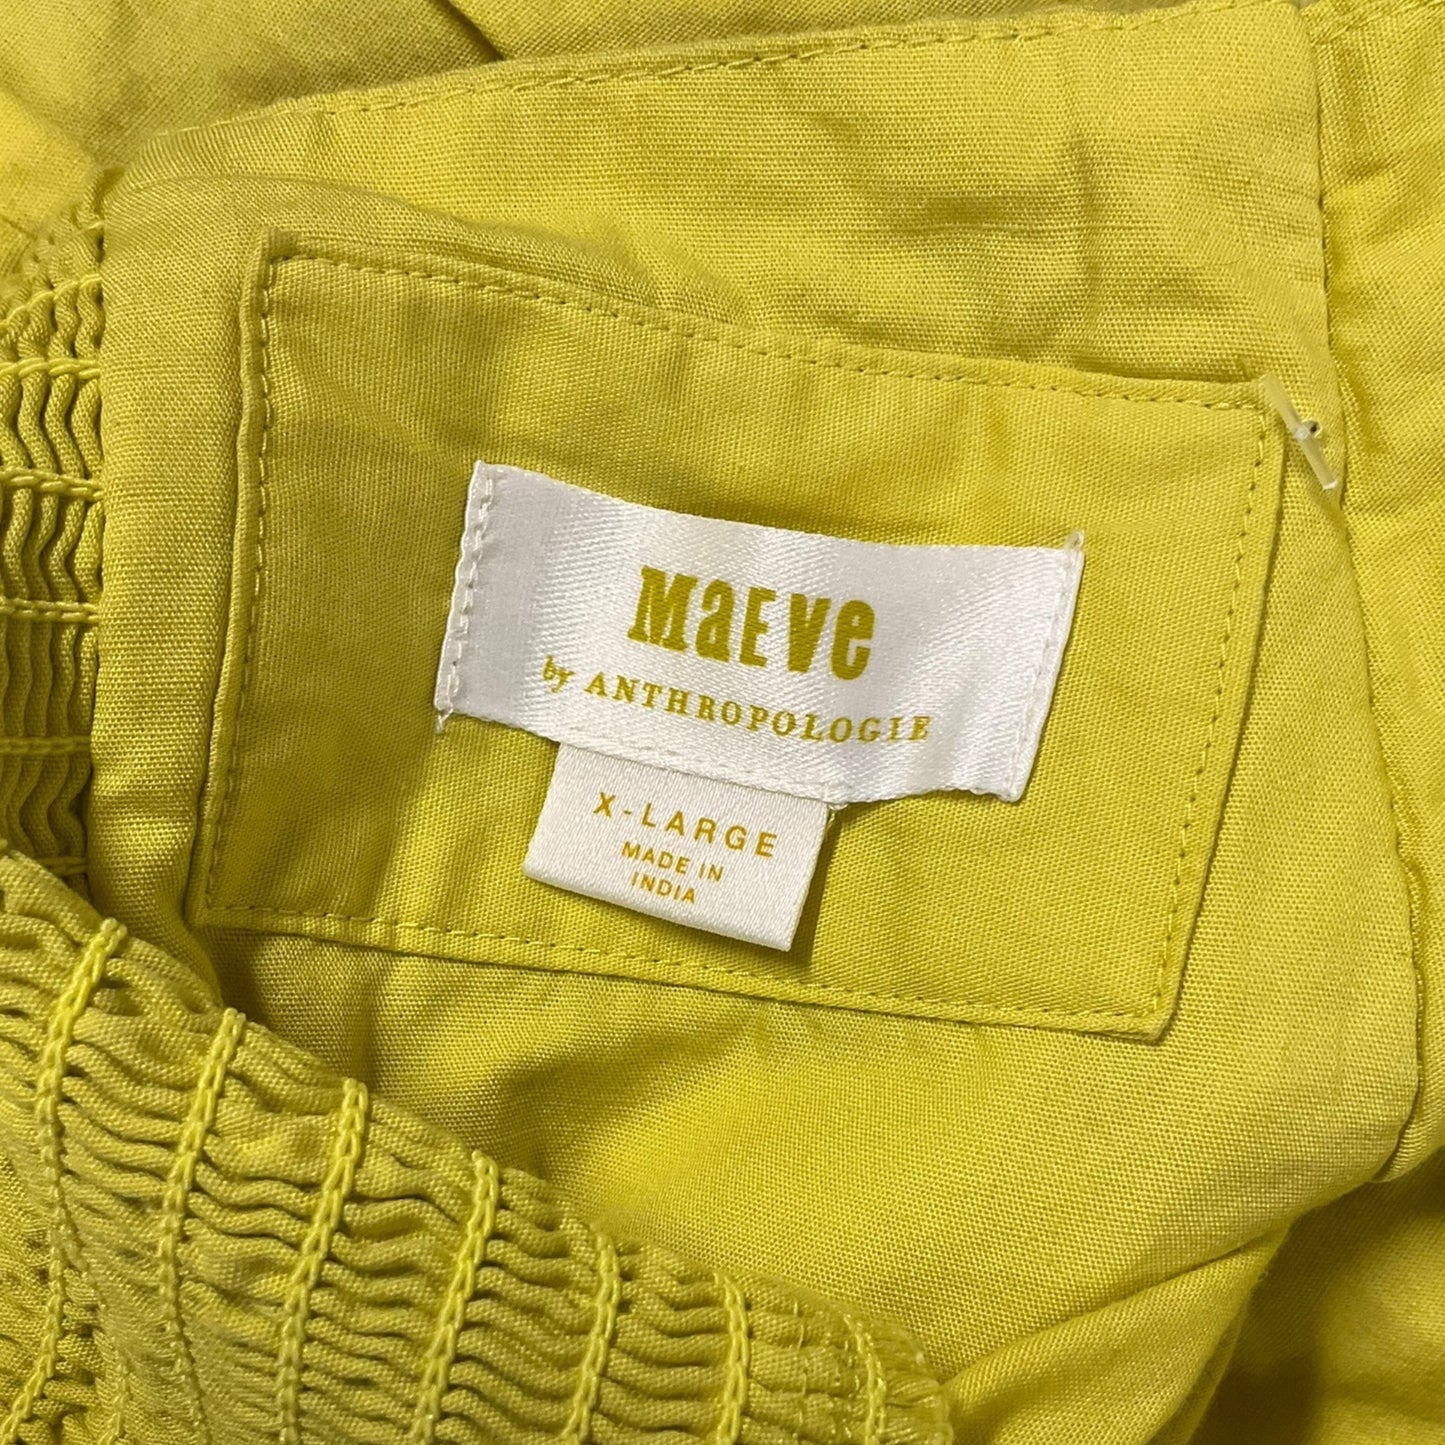 MaEVe
by ANTHROPOLOGIE
X-LARGE
MADE IN
INDIA